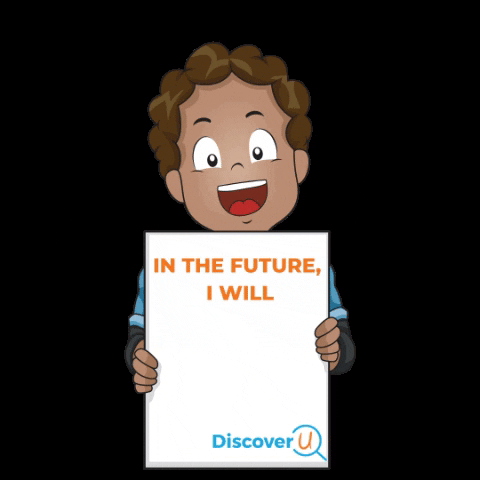 IN THE FUTURE,
I WILL
DiscoverU